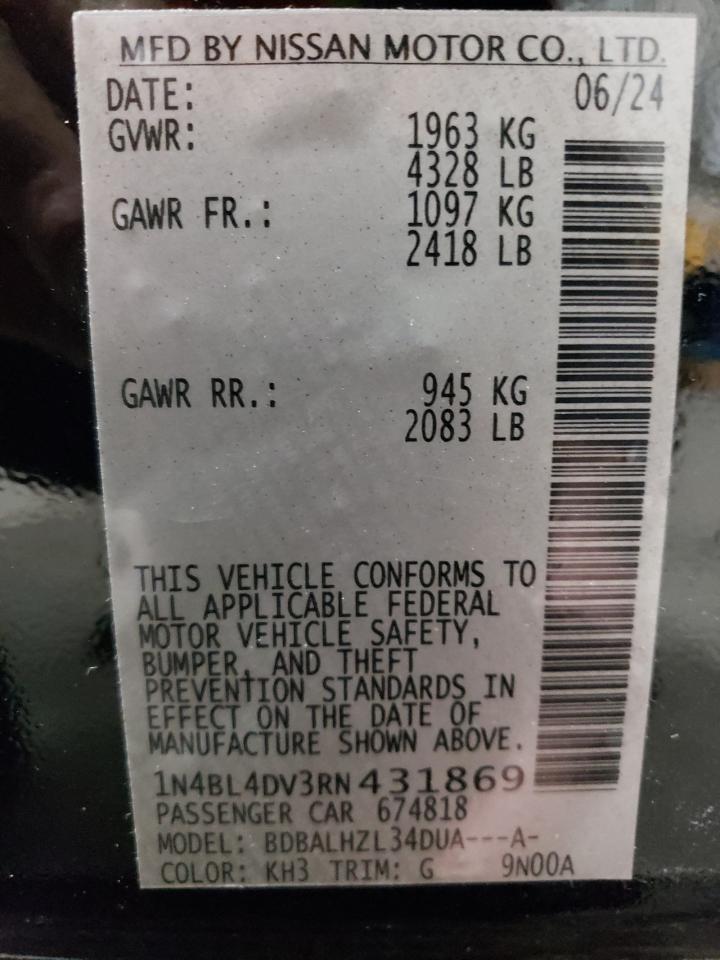 MFD BY NISSAN MOTOR CO., LTD.
DATE: 06/24
GVWR: 1963 KG
4328 LB
GAWR FR.: 1097 KG
2418 LB
GAWR RR.: 945 KG
2083 LB
THIS VEHICLE CONFORMS TO
ALL APPLICABLE FEDERAL
MOTOR VEHICLE SAFETY,
BUMPER, AND THEFT
PREVENTION STANDARDS IN
EFFECT ON THE DATE OF
MANUFACTURE SHOWN ABOVE.
1N4BL4DV3RN431869
PASSENGER CAR 674818
MODEL: BDBALHZL34DUA---A-
COLOR: KH3 TRIM: G 9N00A